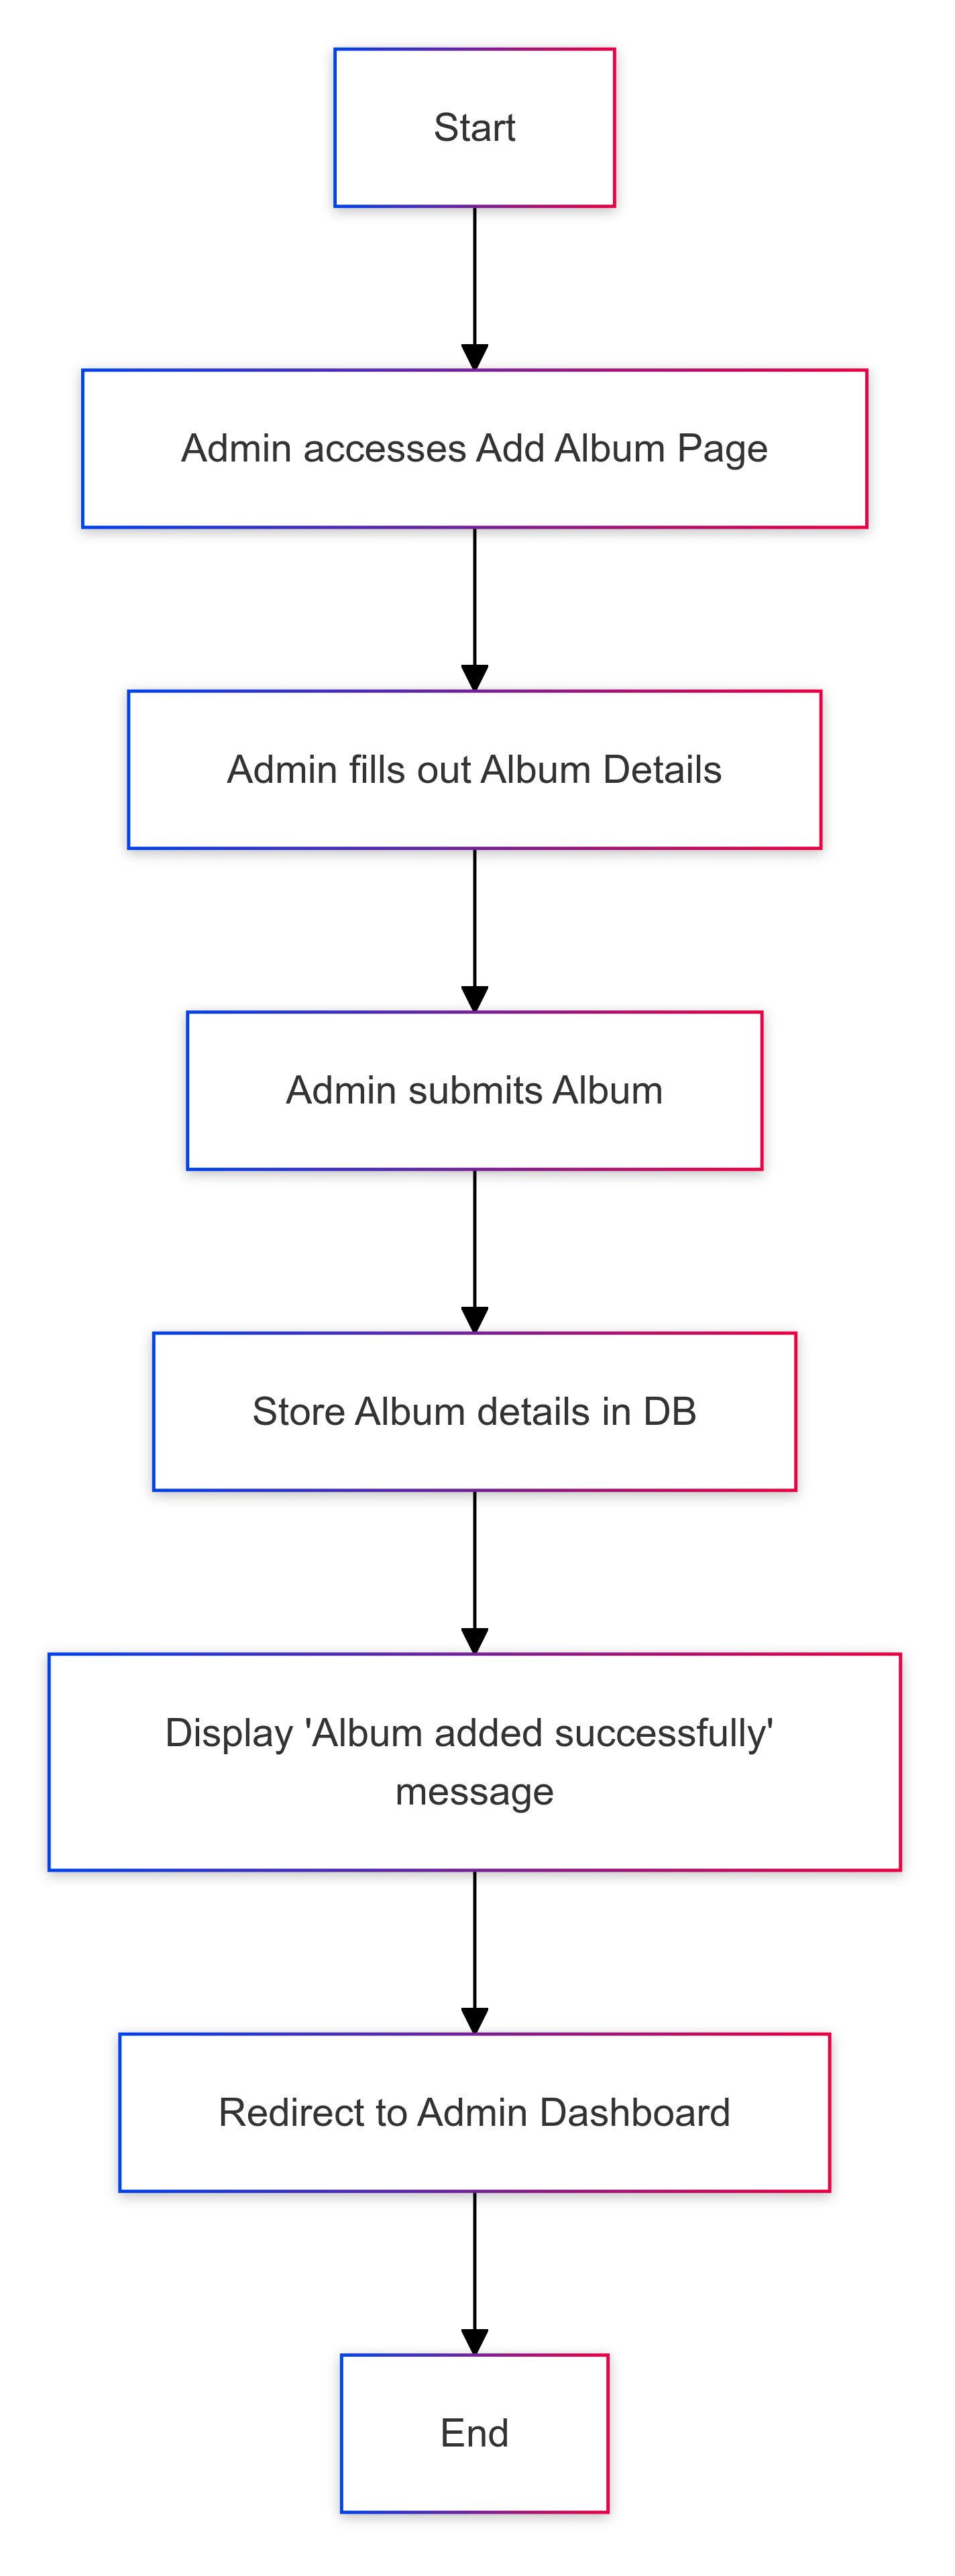 Start
Admin accesses Add Album Page
Admin fills out Album Details
Admin submits Album
Store Album details in DB
Display 'Album added successfully'
message
Redirect to Admin Dashboard
End